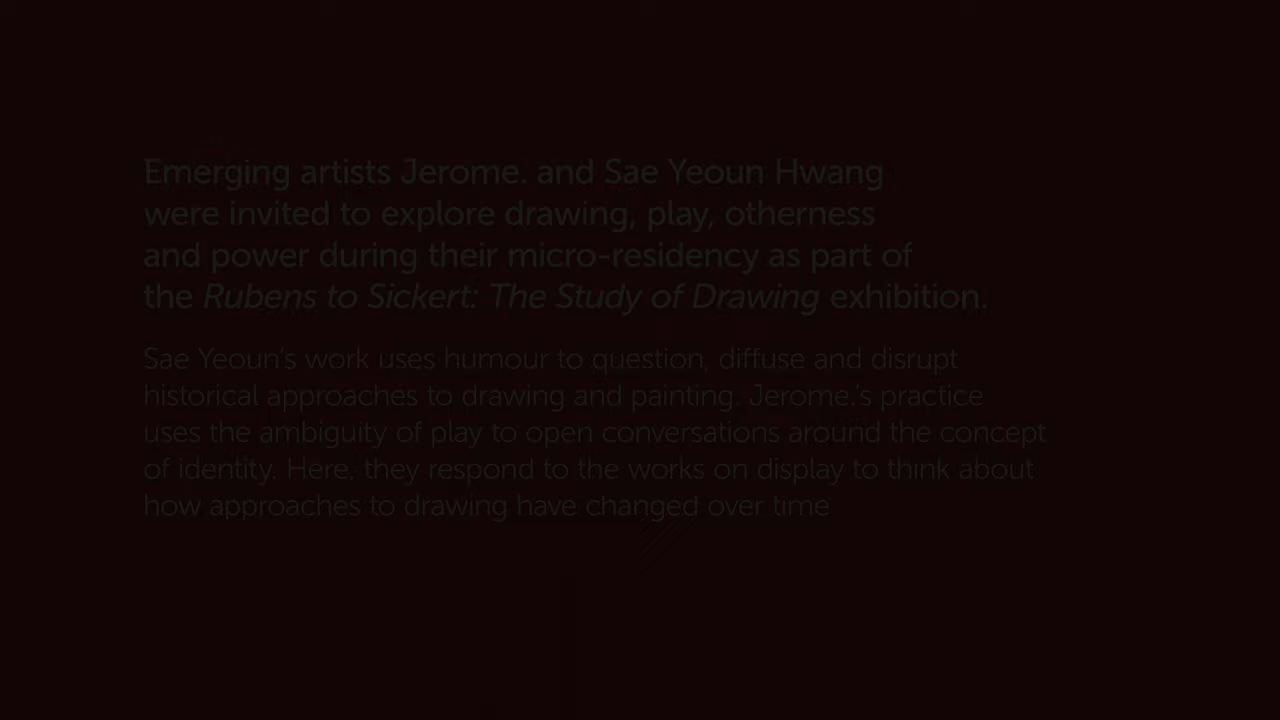 Emerging artists Jerome. and Sae Yeoun Hwang
were invited to explore drawing, play, otherness
and power during their micro-residency as part of
the Rubens to Sickert: The Study of Drawing exhibition.
Sae Yeoun's work uses humour to question, diffuse and disrupt
historical approaches to drawing and painting. Jerome.'s practice
uses the ambiguity of play to open conversations around the concept
of identity. Here, they respond to the works on display to think about
how approaches to drawing have changed over time